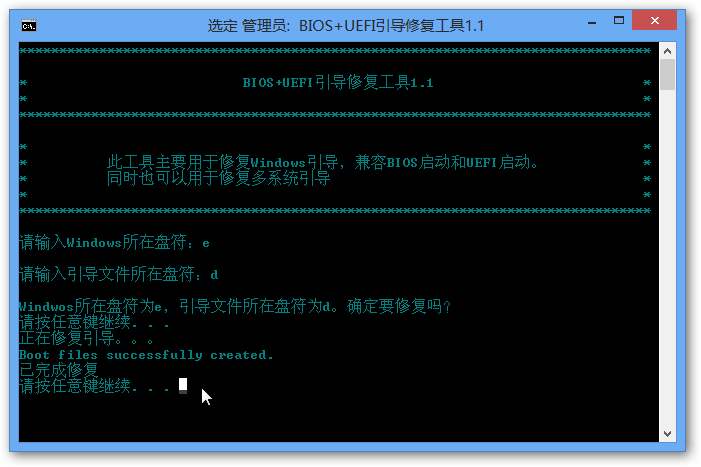 选定 管理员: BIOS+UEFI引导修复工具1.1
********************************************************************************
* BIOS+UEFI引导修复工具1.1 *
* *
********************************************************************************
* *
* 此工具主要用于修复Windows引导，兼容BIOS启动和UEFI启动。 *
* 同时也可以用于修复多系统引导 *
* *
********************************************************************************
请输入Windows所在盘符：e
请输入引导文件所在盘符：d
Windwos所在盘符为e，引导文件所在盘符为d。确定要修复吗？
请按任意键继续. . .
正在修复引导。。。
Boot files successfully created.
已完成修复
请按任意键继续. . .